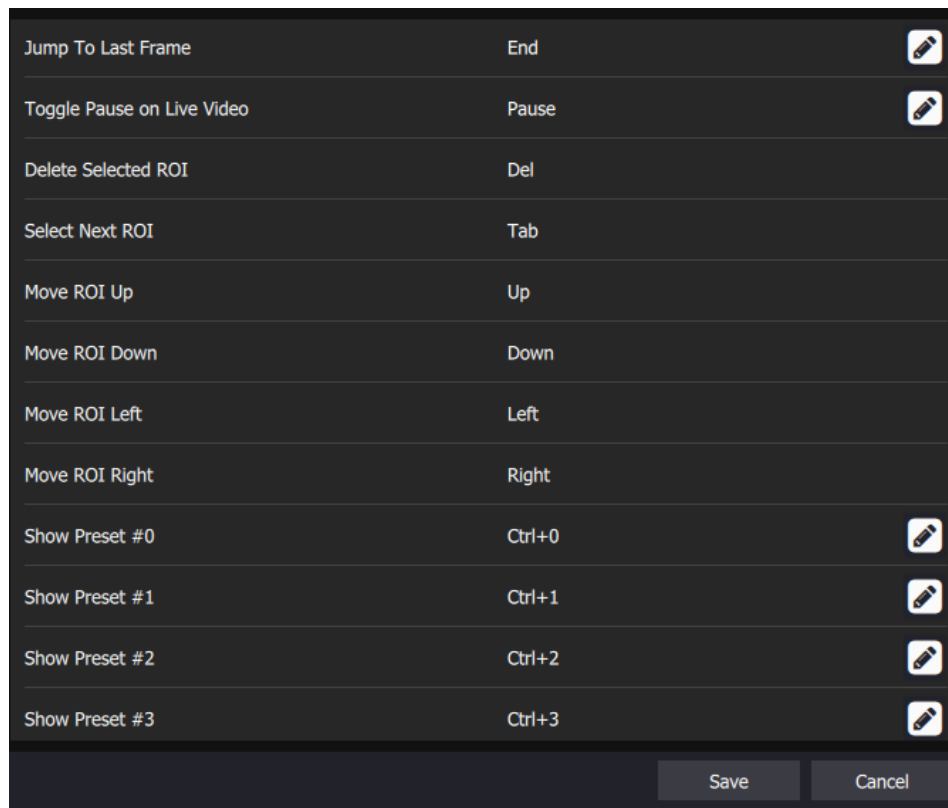 Jump To Last Frame End
Toggle Pause on Live Video Pause
Delete Selected ROI Del
Select Next ROI Tab
Move ROI Up Up
Move ROI Down Down
Move ROI Left Left
Move ROI Right Right
Show Preset #0 Ctrl+0
Show Preset #1 Ctrl+1
Show Preset #2 Ctrl+2
Show Preset #3 Ctrl+3
Save Cancel